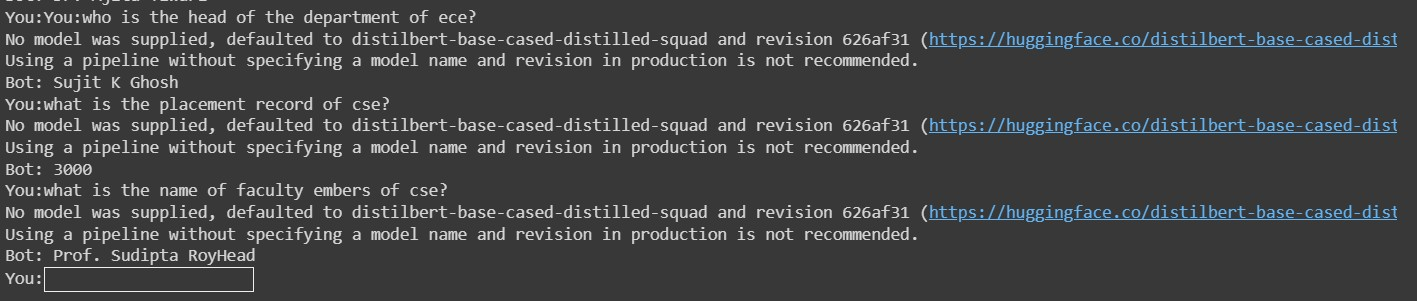 You:You:who is the head of the department of ece?
No model was supplied, defaulted to distilbert-base-cased-distilled-squad and revision 626af31 (https://huggingface.co/distilbert-base-cased-dist
Using a pipeline without specifying a model name and revision in production is not recommended.
Bot: Sujit K Ghosh
You:what is the placement record of cse?
No model was supplied, defaulted to distilbert-base-cased-distilled-squad and revision 626af31 (https://huggingface.co/distilbert-base-cased-dist
Using a pipeline without specifying a model name and revision in production is not recommended.
Bot: 3000
You:what is the name of faculty embers of cse?
No model was supplied, defaulted to distilbert-base-cased-distilled-squad and revision 626af31 (https://huggingface.co/distilbert-base-cased-dist
Using a pipeline without specifying a model name and revision in production is not recommended.
Bot: Prof. Sudipta RoyHead
You: